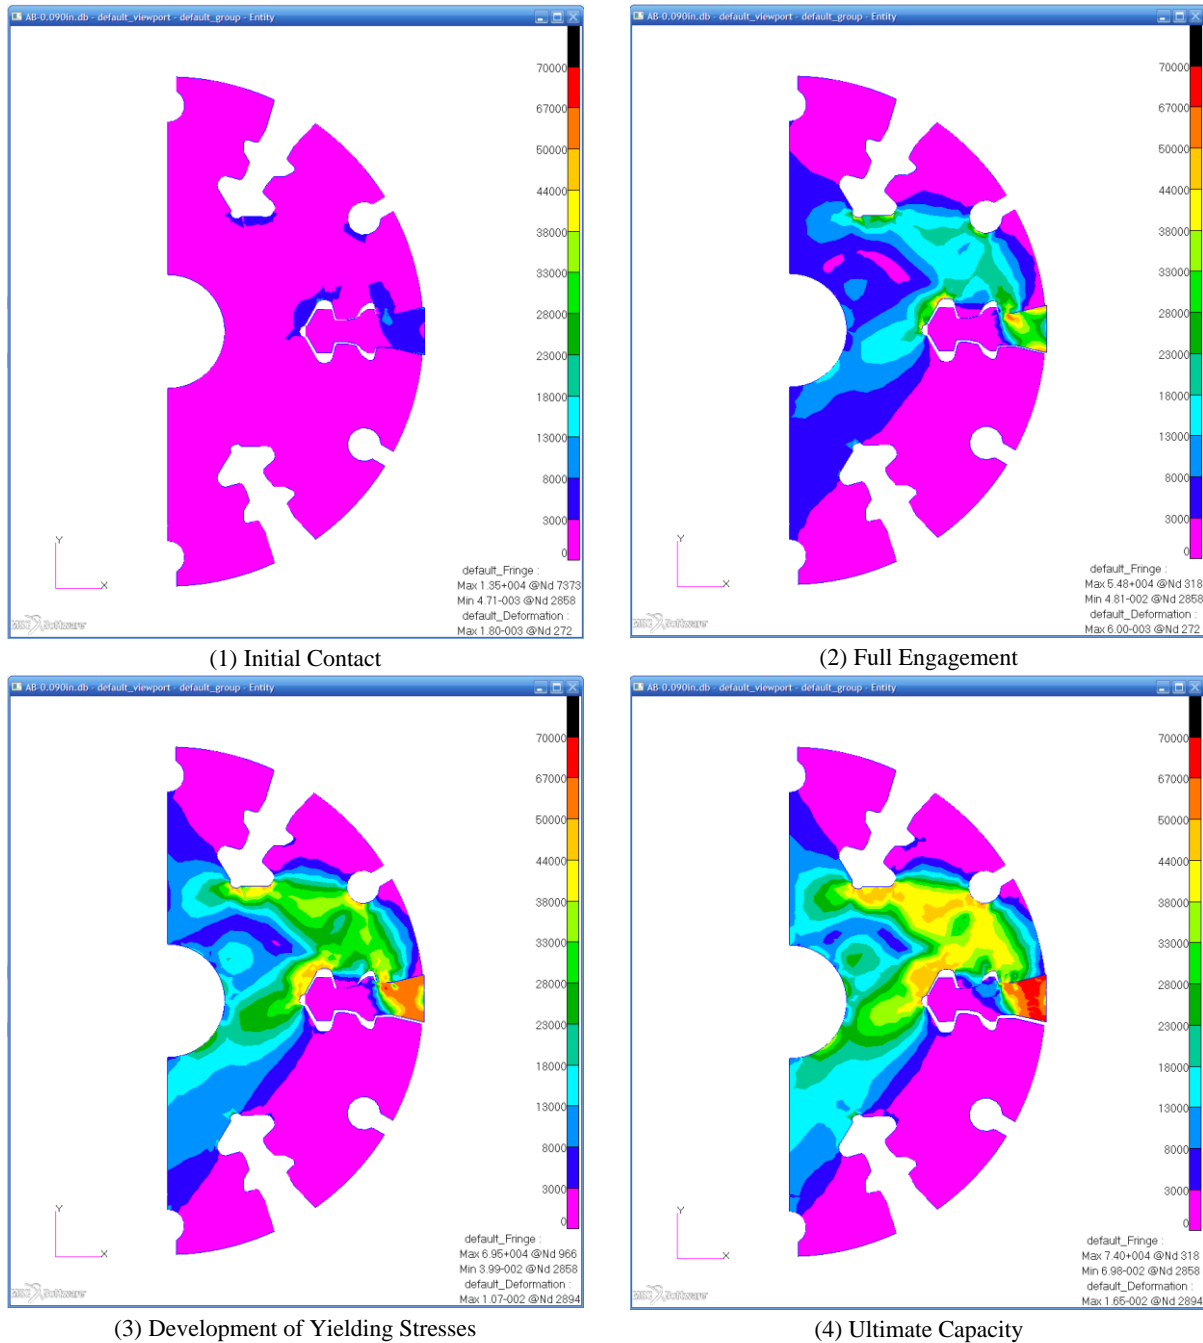 AB-0.090in.db - default_viewport - default_group - Entity
70000
67000
50000
44000
38000
33000
28000
23000
18000
13000
8000
3000
0
Y
X
default_Fringe :
Max 1.35+004 @Nd 7373
Min 4.71-003 @Nd 2858
default_Deformation :
Max 1.80-003 @Nd 272
(1) Initial Contact
AB-0.090in.db - default_viewport - default_group - Entity
70000
67000
50000
44000
38000
33000
28000
23000
18000
13000
8000
3000
0
Y
X
default_Fringe :
Max 5.48+004 @Nd 318
Min 4.81-002 @Nd 2858
default_Deformation :
Max 6.00-003 @Nd 272
(2) Full Engagement
AB-0.090in.db - default_viewport - default_group - Entity
70000
67000
50000
44000
38000
33000
28000
23000
18000
13000
8000
3000
0
Y
X
default_Fringe :
Max 6.95+004 @Nd 966
Min 3.99-002 @Nd 2858
default_Deformation :
Max 1.07-002 @Nd 2894
(3) Development of Yielding Stresses
AB-0.090in.db - default_viewport - default_group - Entity
70000
67000
50000
44000
38000
33000
28000
23000
18000
13000
8000
3000
0
Y
X
default_Fringe :
Max 7.40+004 @Nd 318
Min 6.98-002 @Nd 2858
default_Deformation :
Max 1.65-002 @Nd 2894
(4) Ultimate Capacity